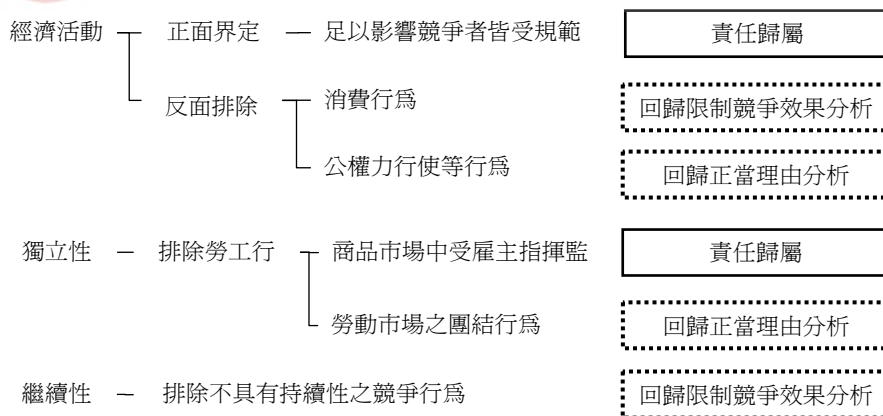 經濟活動 正面界定 足以影響競爭者皆受規範 責任歸屬
反面排除 消費行爲 回歸限制競爭效果分析
公權力行使等行爲 回歸正當理由分析
獨立性 – 排除勞工行 商品市場中受雇主指揮監 責任歸屬
勞動市場之團結行爲 回歸正當理由分析
繼續性 – 排除不具有持續性之競爭行爲 回歸限制競爭效果分析